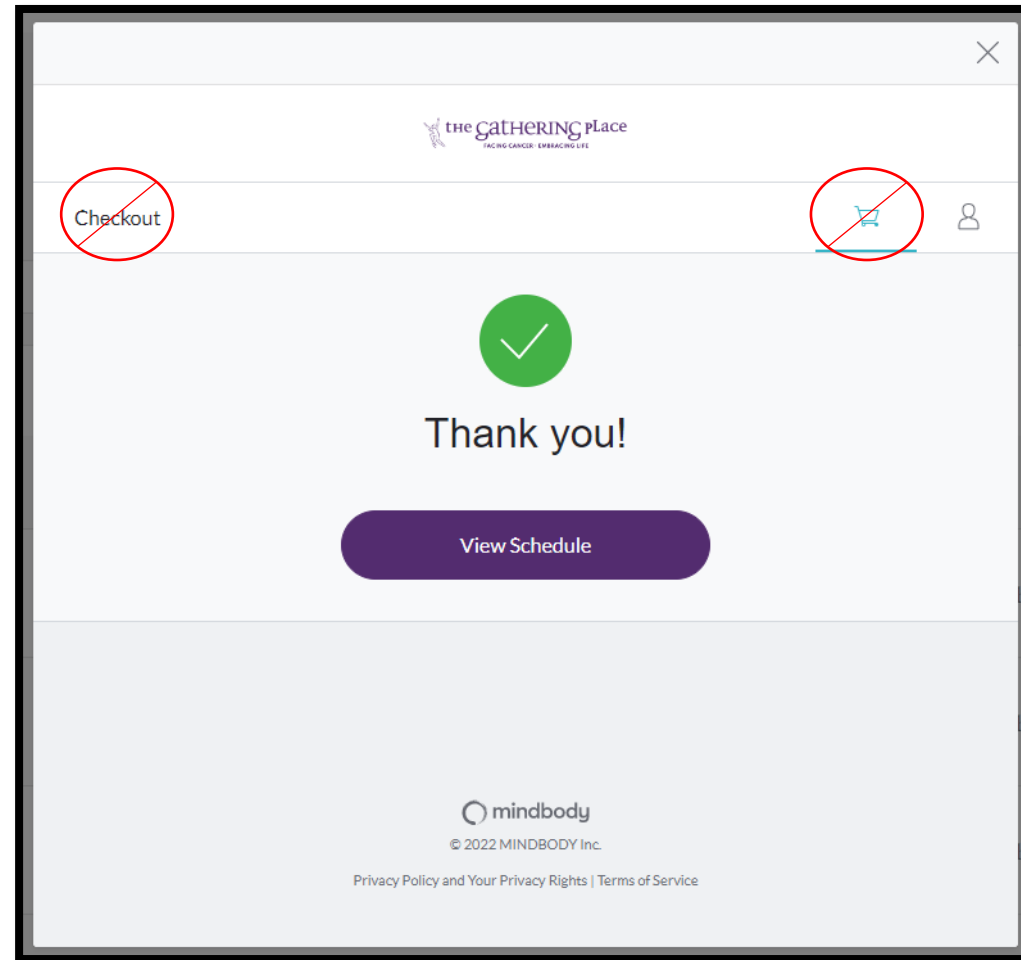 the gathering place
FACING CANCER · EMBRACING LIFE
Checkout
Thank you!
View Schedule
mindbody
© 2022 MINDBODY Inc.
Privacy Policy and Your Privacy Rights | Terms of Service